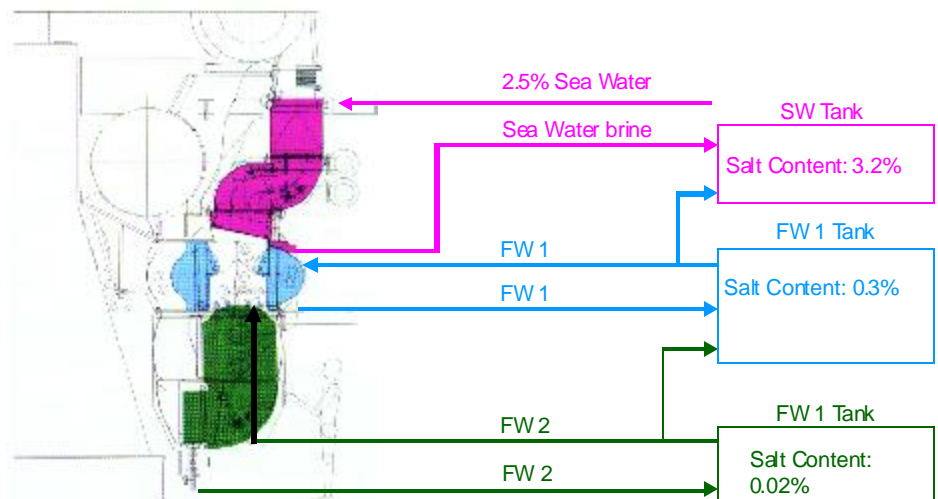 2.5% Sea Water
SW Tank
Sea Water brine
Salt Content: 3.2%
FW 1 Tank
FW 1
Salt Content: 0.3%
FW 1
FW 1 Tank
FW 2
Salt Content:
0.02%
FW 2